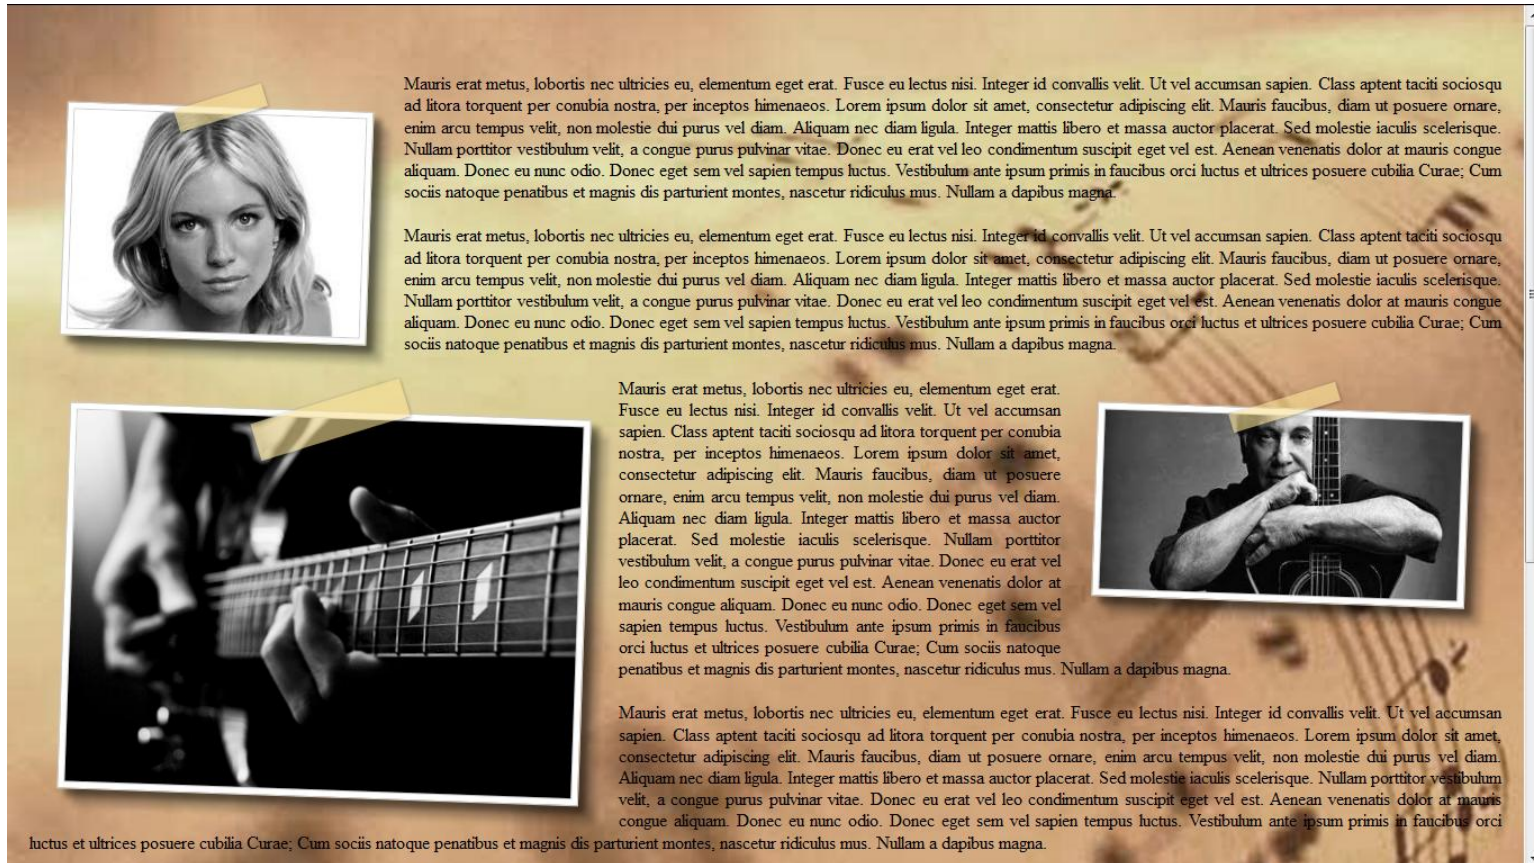 Mauris erat metus, lobortis nec ultricies eu, elementum eget erat. Fusce eu lectus nisi. Integer id convallis velit. Ut vel accumsan sapien. Class aptent taciti sociosqu
ad litora torquent per conubia nostra, per inceptos himenaeos. Lorem ipsum dolor sit amet, consectetur adipiscing elit. Mauris faucibus, diam ut posuere ornare,
enim arcu tempus velit, non molestie dui purus vel diam. Aliquam nec diam ligula. Integer mattis libero et massa auctor placerat. Sed molestie iaculis scelerisque.
Nullam porttitor vestibulum velit, a congue purus pulvinar vitae. Donec eu erat vel leo condimentum suscipit eget vel est. Aenean venenatis dolor at mauris congue
aliquam. Donec eu nunc odio. Donec eget sem vel sapien tempus luctus. Vestibulum ante ipsum primis in faucibus orci luctus et ultrices posuere cubilia Curae; Cum
sociis natoque penatibus et magnis dis parturient montes, nascetur ridiculus mus. Nullam a dapibus magna.
Mauris erat metus, lobortis nec ultricies eu, elementum eget erat. Fusce eu lectus nisi. Integer id convallis velit. Ut vel accumsan sapien. Class aptent taciti sociosqu
ad litora torquent per conubia nostra, per inceptos himenaeos. Lorem ipsum dolor sit amet, consectetur adipiscing elit. Mauris faucibus, diam ut posuere ornare,
enim arcu tempus velit, non molestie dui purus vel diam. Aliquam nec diam ligula. Integer mattis libero et massa auctor placerat. Sed molestie iaculis scelerisque.
Nullam porttitor vestibulum velit, a congue purus pulvinar vitae. Donec eu erat vel leo condimentum suscipit eget vel est. Aenean venenatis dolor at mauris congue
aliquam. Donec eu nunc odio. Donec eget sem vel sapien tempus luctus. Vestibulum ante ipsum primis in faucibus orci luctus et ultrices posuere cubilia Curae; Cum
sociis natoque penatibus et magnis dis parturient montes, nascetur ridiculus mus. Nullam a dapibus magna.
Mauris erat metus, lobortis nec ultricies eu, elementum eget erat.
Fusce eu lectus nisi. Integer id convallis velit. Ut vel accumsan
sapien. Class aptent taciti sociosqu ad litora torquent per conubia
nostra, per inceptos himenaeos. Lorem ipsum dolor sit amet,
consectetur adipiscing elit. Mauris faucibus, diam ut posuere
ornare, enim arcu tempus velit, non molestie dui purus vel diam.
Aliquam nec diam ligula. Integer mattis libero et massa auctor
placerat. Sed molestie iaculis scelerisque. Nullam porttitor
vestibulum velit, a congue purus pulvinar vitae. Donec eu erat vel
leo condimentum suscipit eget vel est. Aenean venenatis dolor at
mauris congue aliquam. Donec eu nunc odio. Donec eget sem vel
sapien tempus luctus. Vestibulum ante ipsum primis in faucibus
orci luctus et ultrices posuere cubilia Curae; Cum sociis natoque
penatibus et magnis dis parturient montes, nascetur ridiculus mus. Nullam a dapibus magna.
Mauris erat metus, lobortis nec ultricies eu, elementum eget erat. Fusce eu lectus nisi. Integer id convallis velit. Ut vel accumsan
sapien. Class aptent taciti sociosqu ad litora torquent per conubia nostra, per inceptos himenaeos. Lorem ipsum dolor sit amet,
consectetur adipiscing elit. Mauris faucibus, diam ut posuere ornare, enim arcu tempus velit, non molestie dui purus vel diam.
Aliquam nec diam ligula. Integer mattis libero et massa auctor placerat. Sed molestie iaculis scelerisque. Nullam porttitor vestibulum
velit, a congue purus pulvinar vitae. Donec eu erat vel leo condimentum suscipit eget vel est. Aenean venenatis dolor at mauris
congue aliquam. Donec eu nunc odio. Donec eget sem vel sapien tempus luctus. Vestibulum ante ipsum primis in faucibus orci
luctus et ultrices posuere cubilia Curae; Cum sociis natoque penatibus et magnis dis parturient montes, nascetur ridiculus mus. Nullam a dapibus magna.